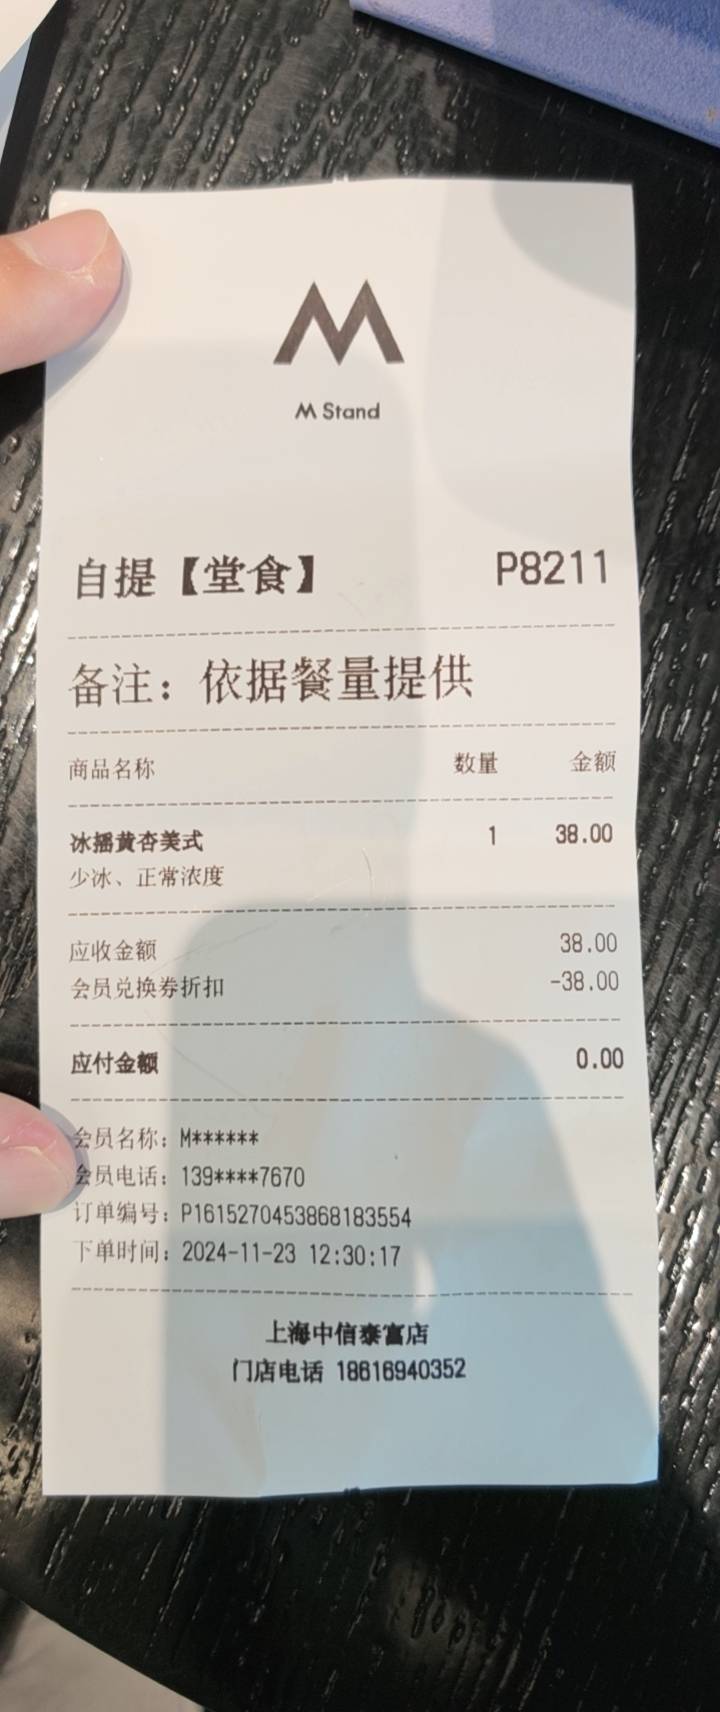 M Stand
自提【堂食】 P8211
备注：依据餐量提供
商品名称 数量 金额
冰摇黄杏美式 1 38.00
少冰、正常浓度
应收金额 38.00
会员兑换券折扣 -38.00
应付金额 0.00
会员名称：M******
会员电话：139****7670
订单编号：P1615270453868183554
下单时间：2024-11-23 12:30:17
上海中信泰富店
门店电话 18616940352